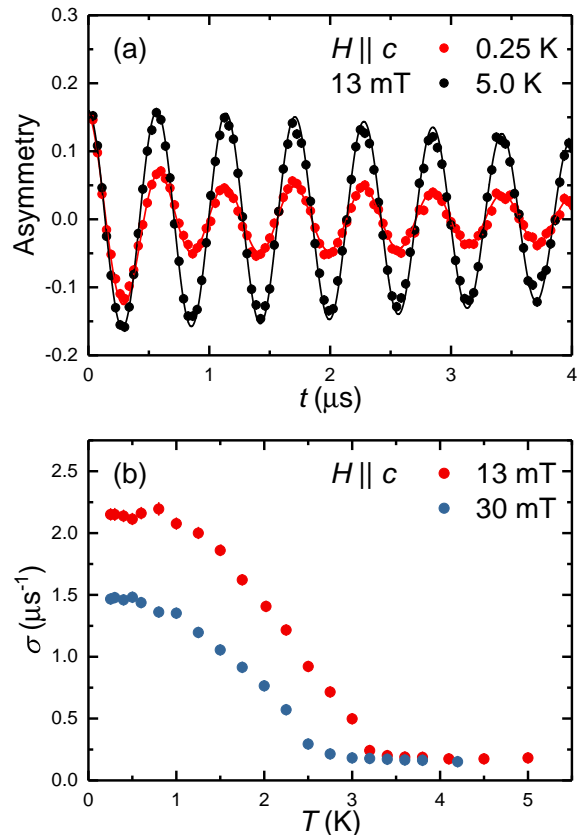 (a)
H || c
0.25 K
13 mT
5.0 K
Asymmetry
0.3
0.2
0.1
0.0
-0.1
-0.2
0
1
2
3
4
t (μs)
(b)
H || c
13 mT
30 mT
σ (μs⁻¹)
2.5
2.0
1.5
1.0
0.5
0.0
0
1
2
3
4
5
T (K)